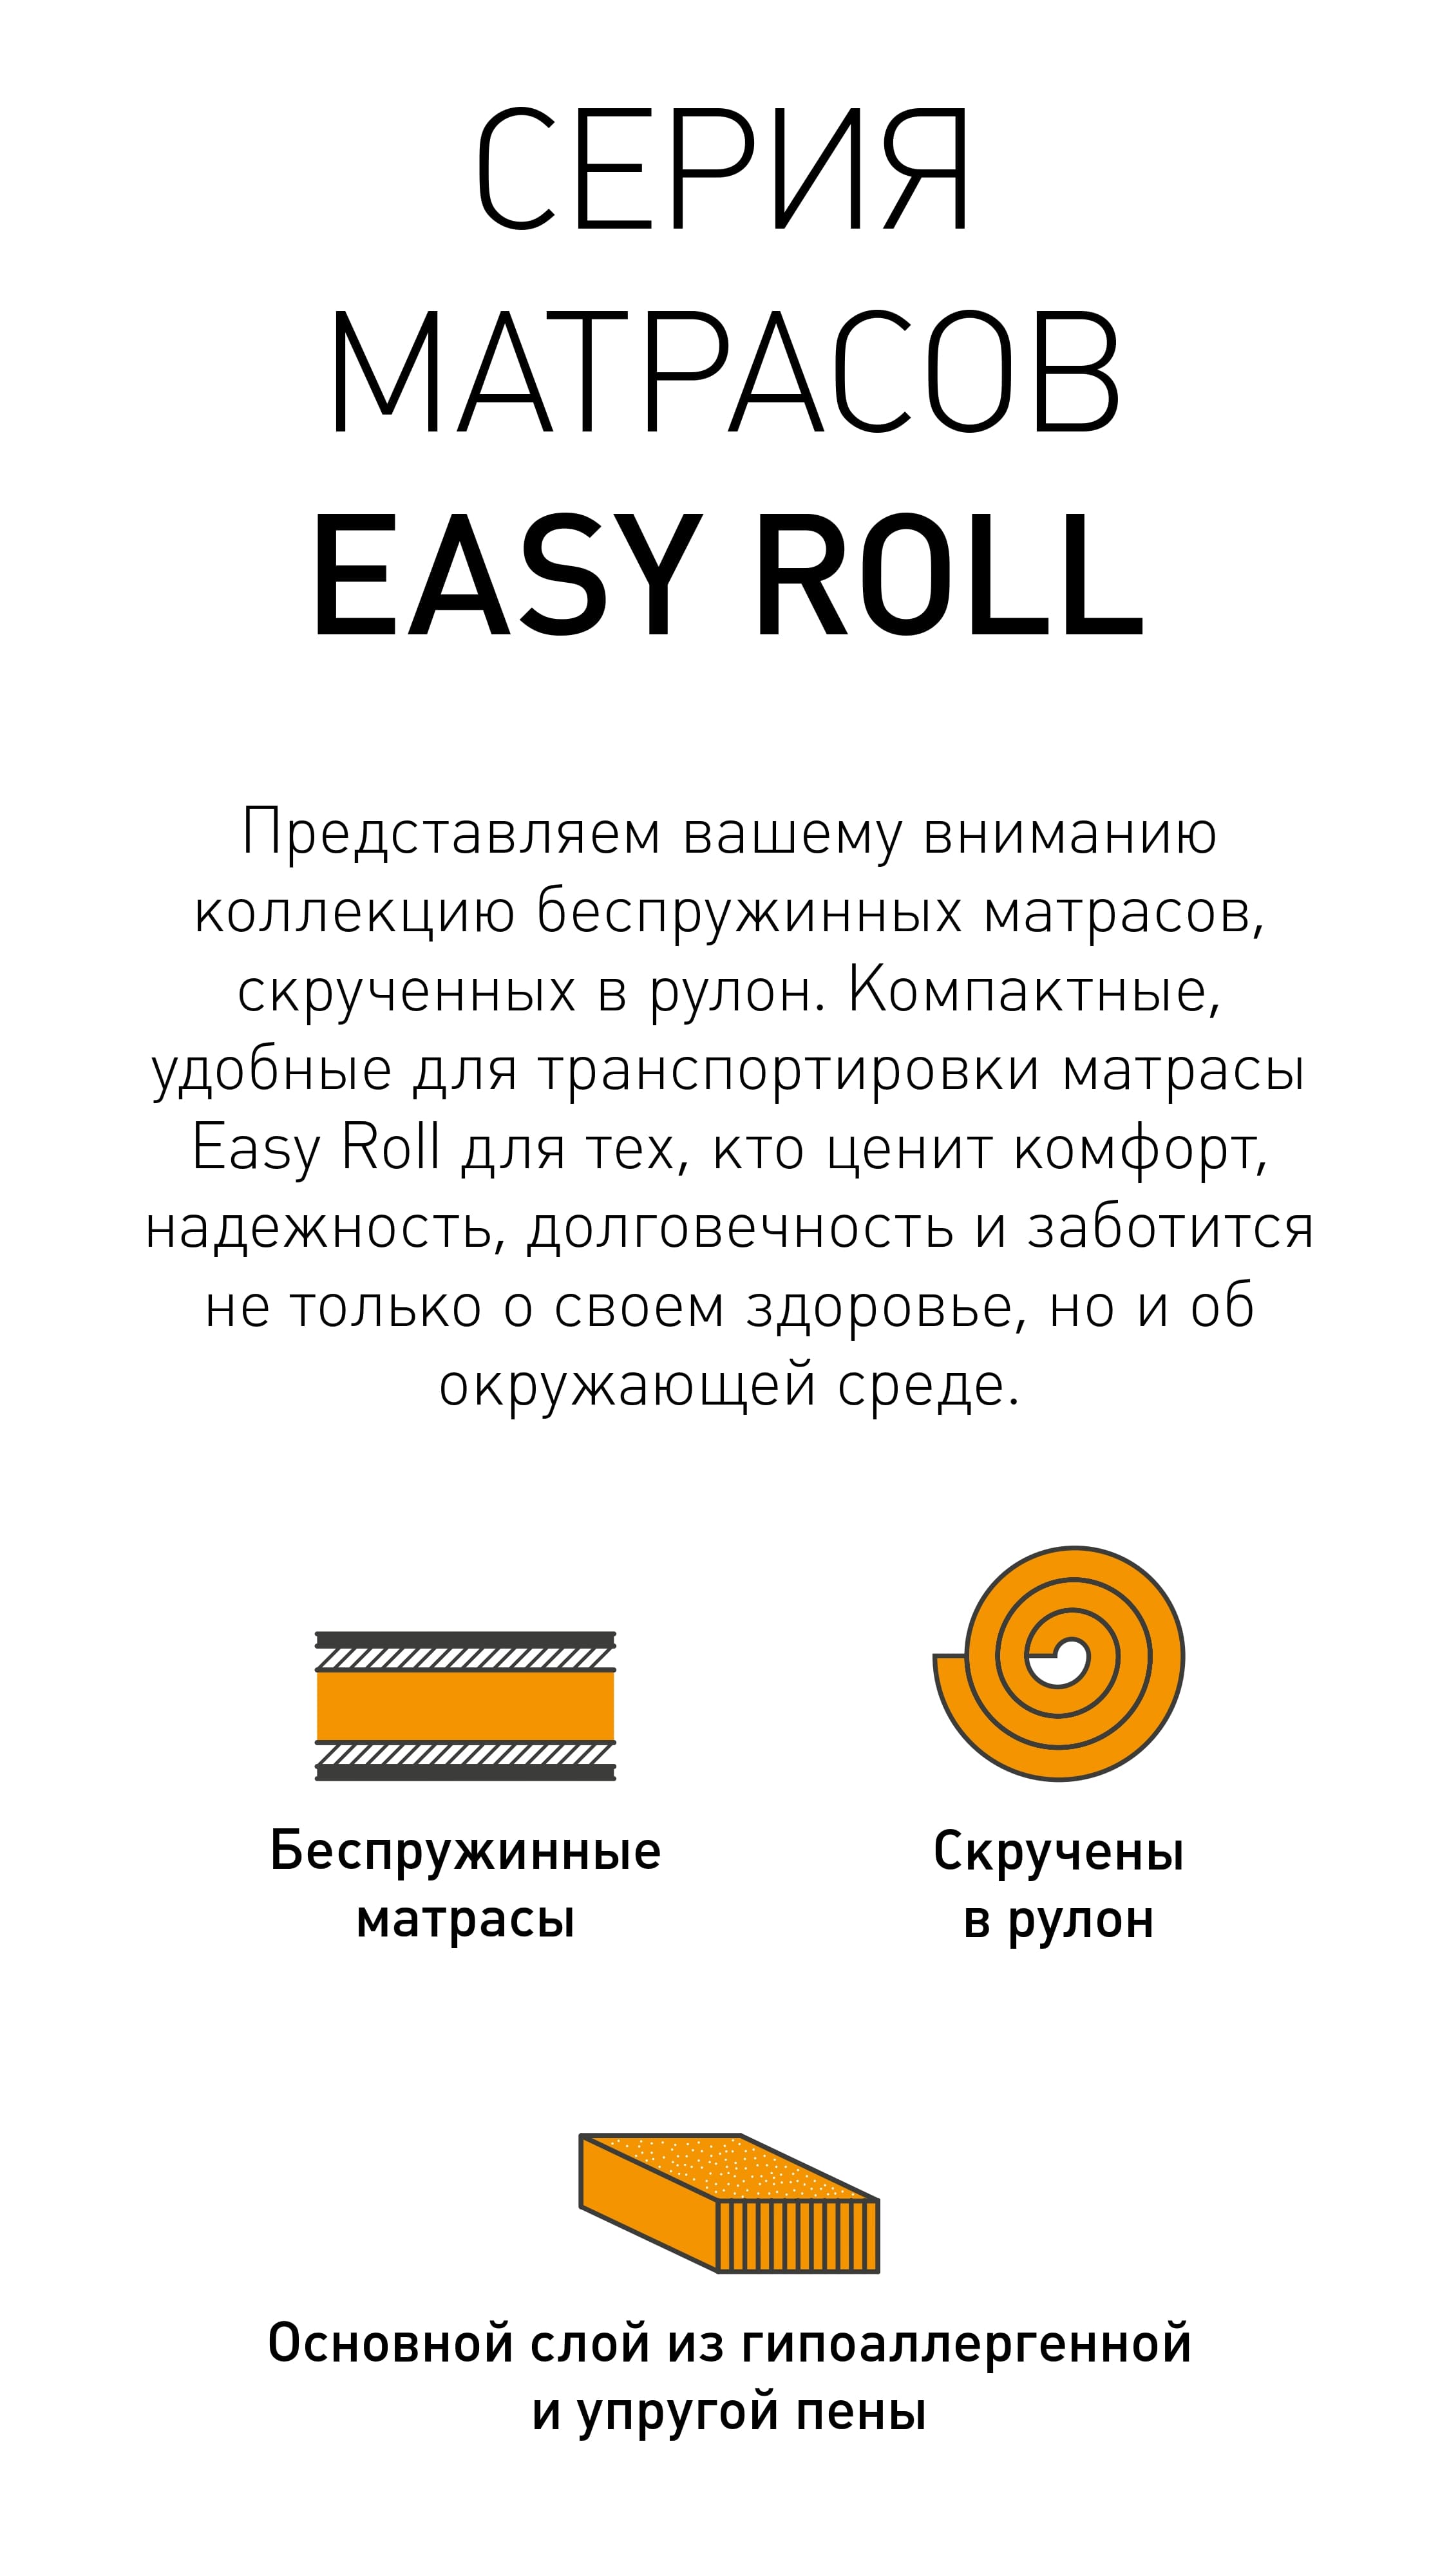 СЕРИЯ
МАТРАСОВ
EASY ROLL
Представляем вашему вниманию
коллекцию беспружинных матрасов,
скрученных в рулон. Компактные,
удобные для транспортировки матрасы
Easy Roll для тех, кто ценит комфорт,
надежность, долговечность и заботится
не только о своем здоровье, но и об
окружающей среде.
Беспружинные
матрасы
Скручены
в рулон
Основной слой из гипоаллергенной
и упругой пены